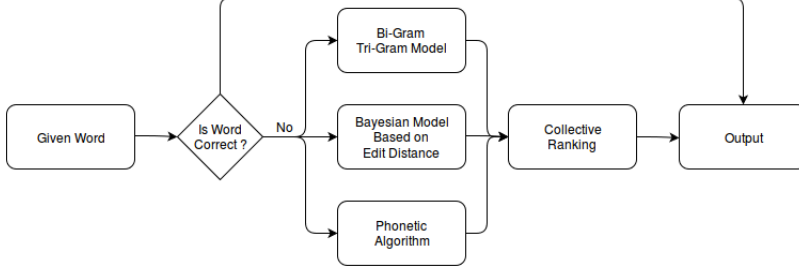 Given Word
Is Word
Correct ?
No
Bi-Gram
Tri-Gram Model
Bayesian Model
Based on
Edit Distance
Phonetic
Algorithm
Collective
Ranking
Output